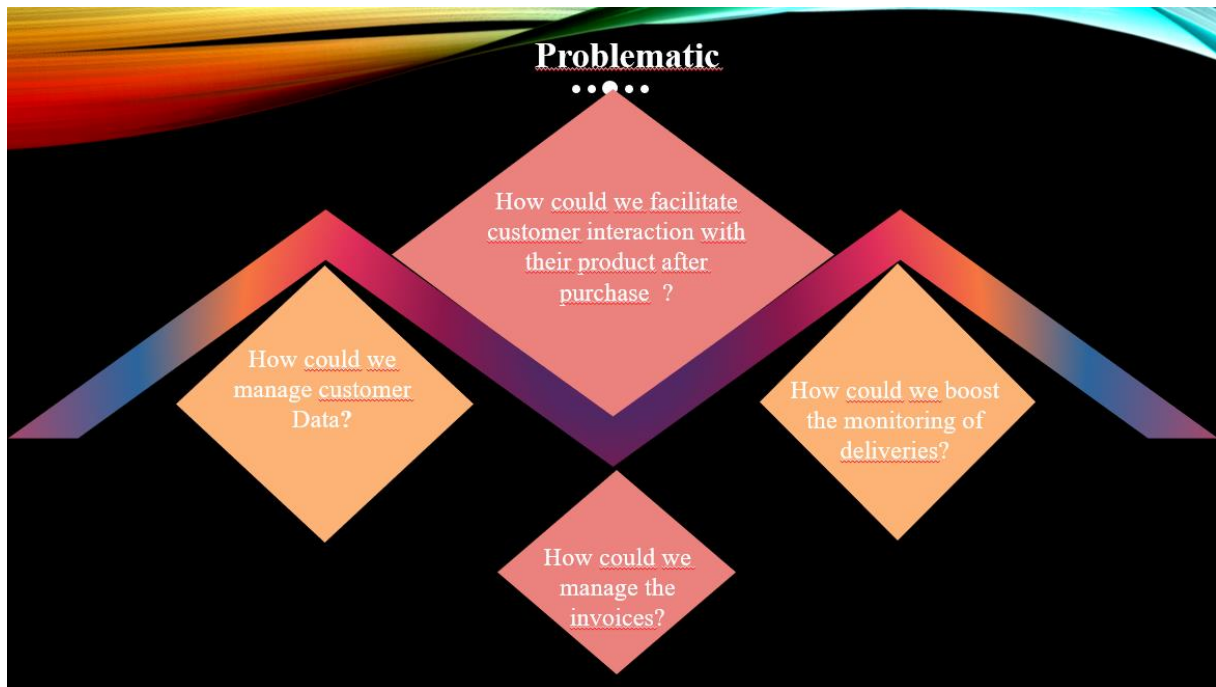 Problematic
How could we facilitate
customer interaction with
their product after
purchase  ?
How could we
manage customer
Data?
How could we boost
the monitoring of
deliveries?
How could we
manage the
invoices?